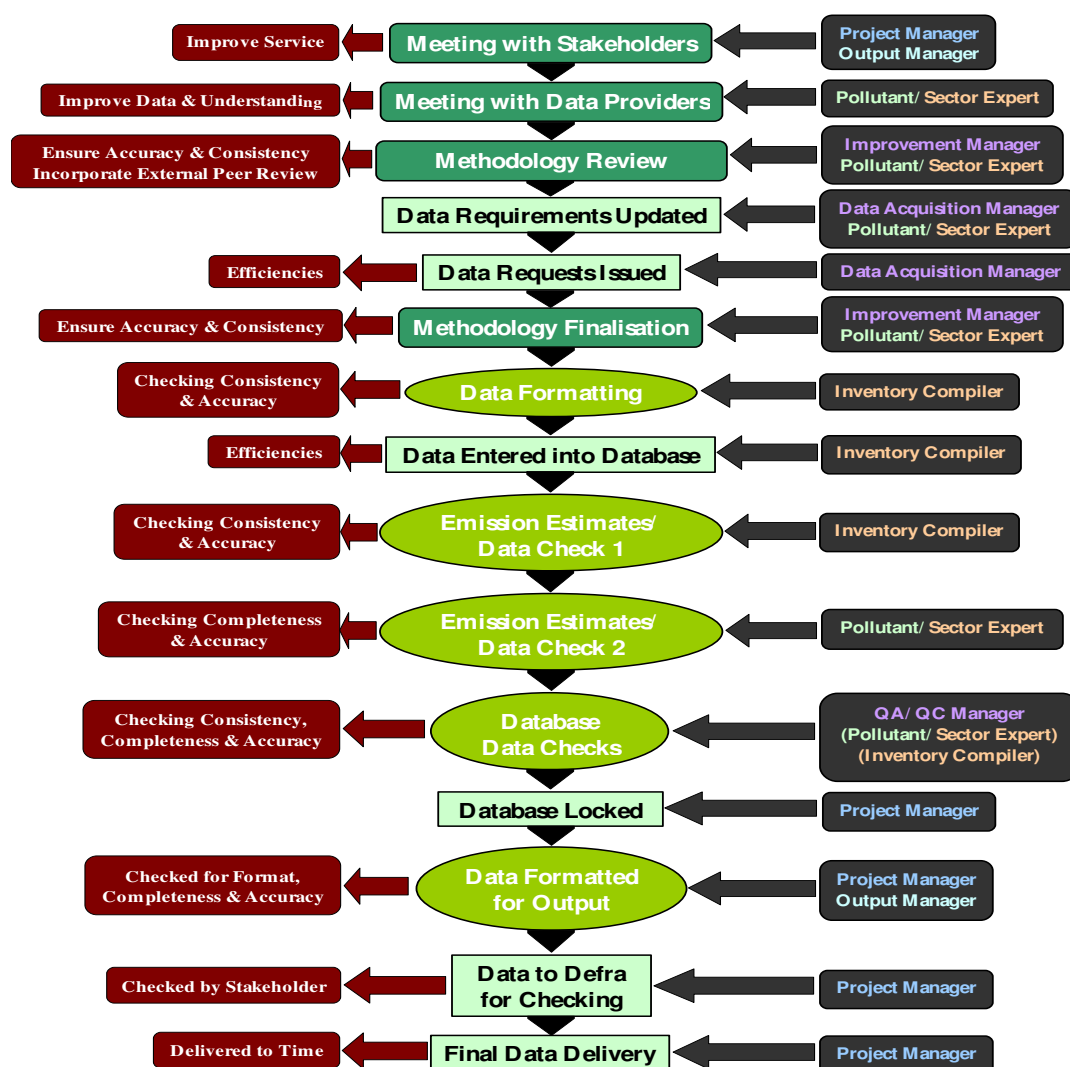 Improve Service
Meeting with Stakeholders
Project Manager
Output Manager
Improve Data & Understanding
Meeting with Data Providers
Pollutant/ Sector Expert
Ensure Accuracy & Consistency
Incorporate External Peer Review
Methodology Review
Improvement Manager
Pollutant/ Sector Expert
Data Requirements Updated
Data Acquisition Manager
Pollutant/ Sector Expert
Efficiencies
Data Requests Issued
Data Acquisition Manager
Ensure Accuracy & Consistency
Methodology Finalisation
Improvement Manager
Pollutant/ Sector Expert
Checking Consistency
& Accuracy
Data Formatting
Inventory Compiler
Efficiencies
Data Entered into Database
Inventory Compiler
Checking Consistency
& Accuracy
Emission Estimates/
Data Check 1
Inventory Compiler
Checking Completeness
& Accuracy
Emission Estimates/
Data Check 2
Pollutant/ Sector Expert
Checking Consistency,
Completeness & Accuracy
Database
Data Checks
QA/ QC Manager
(Pollutant/ Sector Expert)
(Inventory Compiler)
Database Locked
Project Manager
Checked for Format,
Completeness & Accuracy
Data Formatted
for Output
Project Manager
Output Manager
Checked by Stakeholder
Data to Defra
for Checking
Project Manager
Delivered to Time
Final Data Delivery
Project Manager